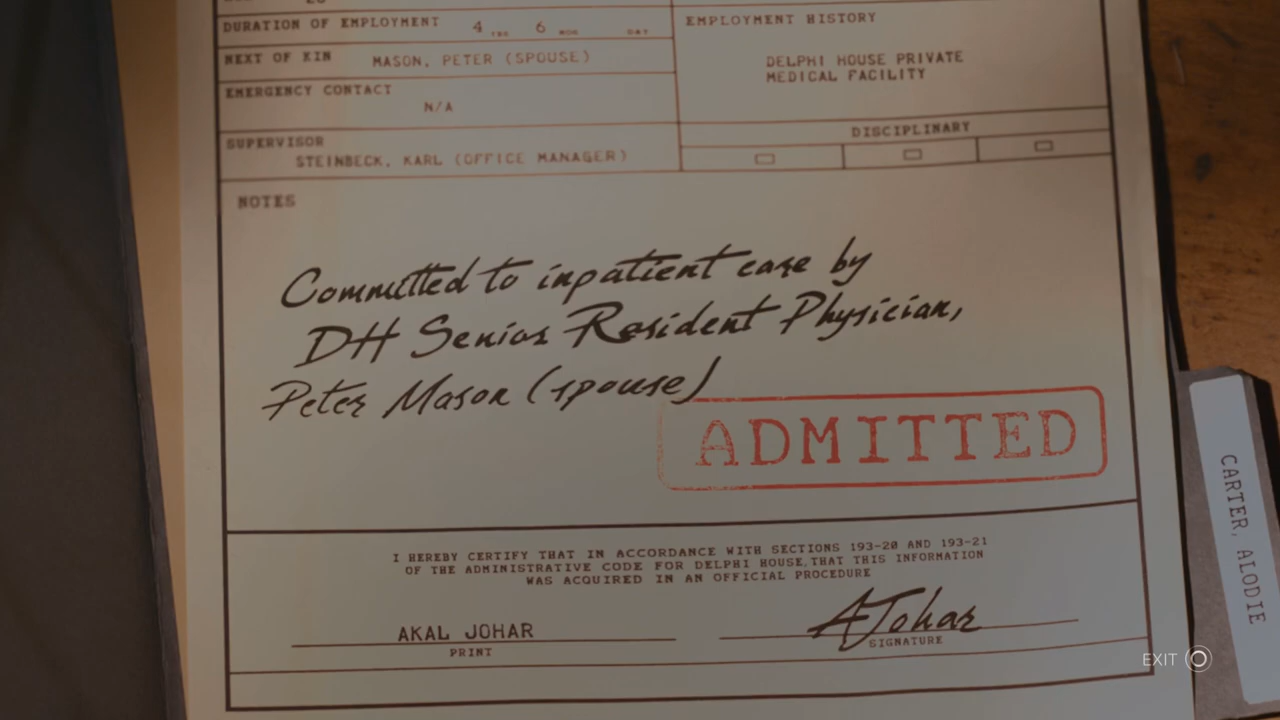 DURATION OF EMPLOYMENT 4 YRS 6 MOS DAY
NEXT OF KIN MASON, PETER (SPOUSE)
EMERGENCY CONTACT
N/A
SUPERVISOR
STEINBECK, KARL (OFFICE MANAGER)
EMPLOYMENT HISTORY
DELPHI HOUSE PRIVATE
MEDICAL FACILITY
DISCIPLINARY
NOTES
Committed to inpatient care by
DH Senior Resident Physician,
Peter Mason (spouse)
ADMITTED
I HEREBY CERTIFY THAT IN ACCORDANCE WITH SECTIONS 193-20 AND 193-21
OF THE ADMINISTRATIVE CODE FOR DELPHI HOUSE, THAT THIS INFORMATION
WAS ACQUIRED IN AN OFFICIAL PROCEDURE
AKAL JOHAR
PRINT
AJohar
SIGNATURE
CARTER, ALODIE
EXIT